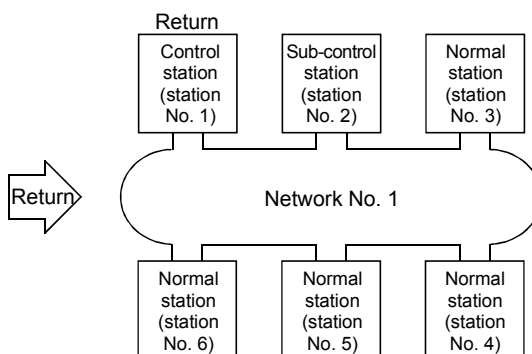 Return
Control
station
(station
No. 1)
Sub-control
station
(station
No. 2)
Normal
station
(station
No. 3)
Return
Network No. 1
Normal
station
(station
No. 6)
Normal
station
(station
No. 5)
Normal
station
(station
No. 4)